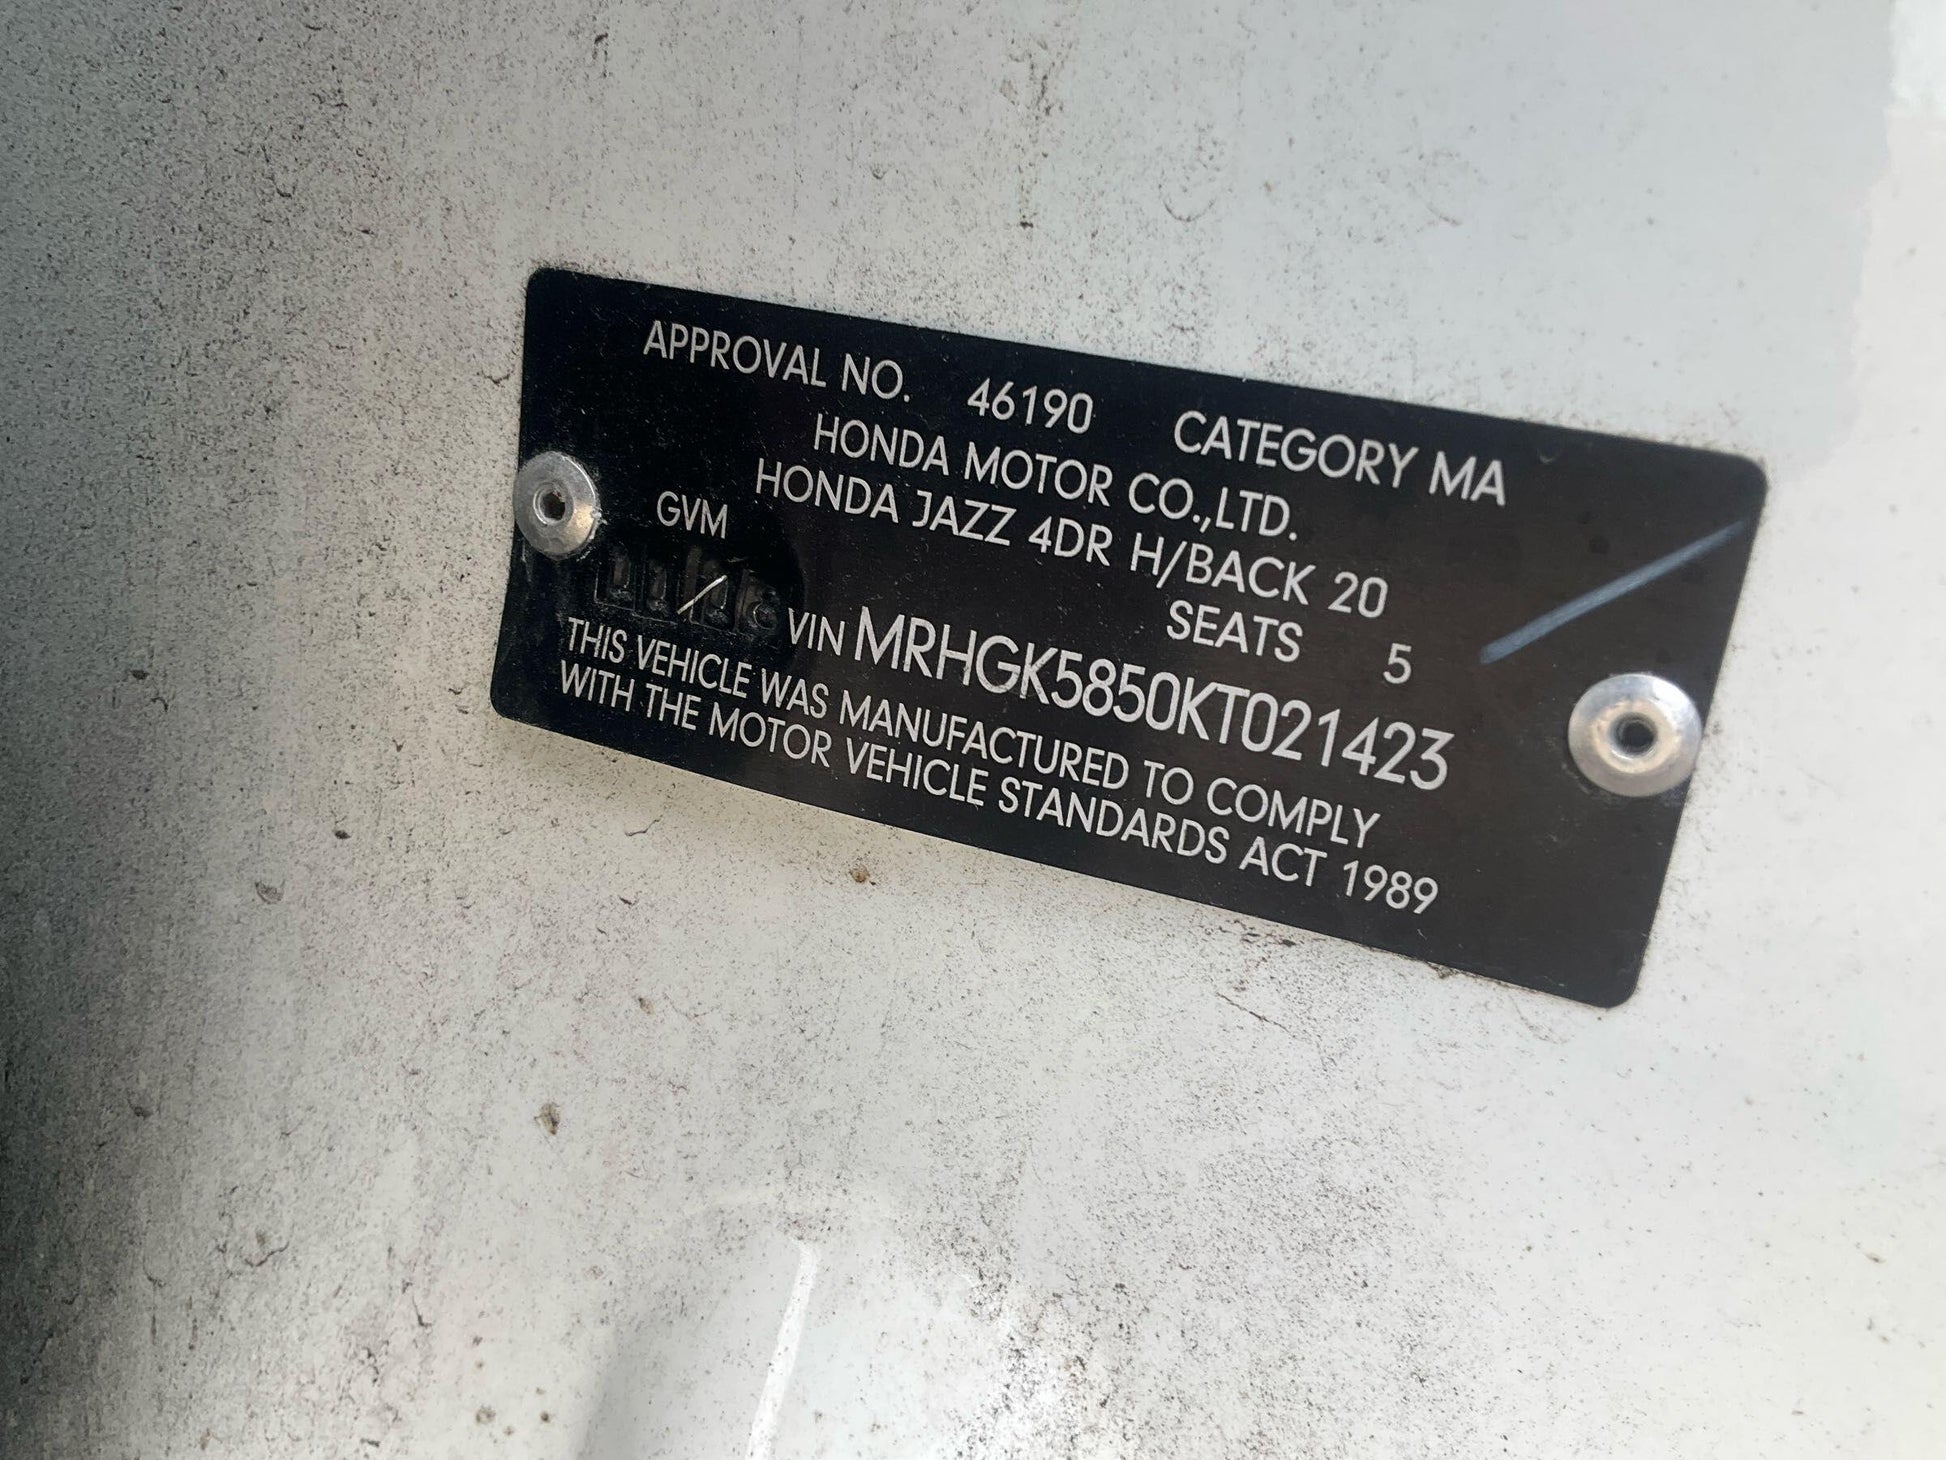 APPROVAL NO. 46190 CATEGORY MA
HONDA MOTOR CO.,LTD.
HONDA JAZZ 4DR H/BACK 20
GVM SEATS 5
VIN MRHGK5850KT021423
THIS VEHICLE WAS MANUFACTURED TO COMPLY
WITH THE MOTOR VEHICLE STANDARDS ACT 1989